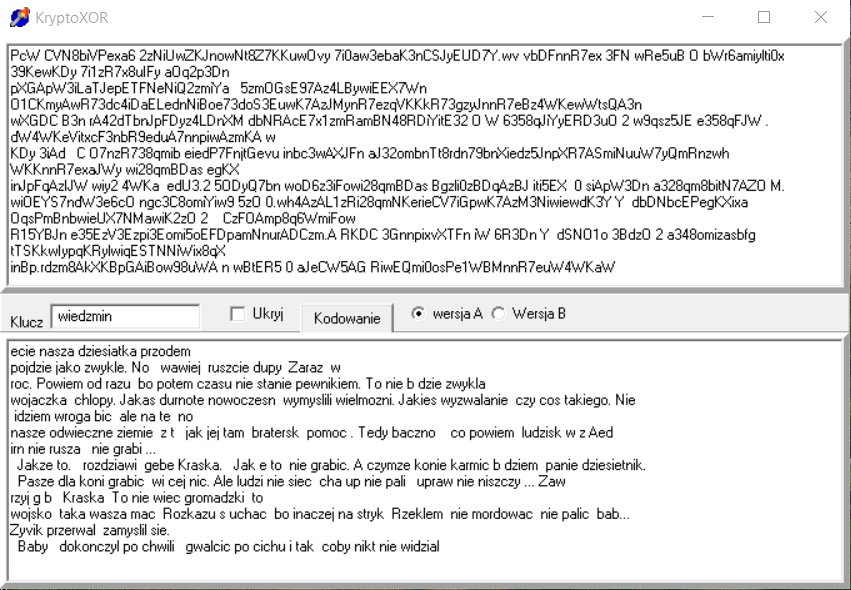 KryptoXOR
PcW CVN8biVPexa6 2zNiUwZKJnowNt8Z7KKuwOvy 7i0aw3ebaK3nCSJyEUD7Y.wv vbDFnnR7ex 3FN wRe5uB O bWr6amiylti0x
39KewKDy 7i1zR7x8uIFy aOq2p3Dn
pXGApW3iLaTJepETFNeNiQ2zmiYa 5zmOGsE97Az4LBywiEEX7Wn
O1CKmyAwR73dc4iDaELednNiBoe73doS3EuwK7AzJMynR7ezqVKKkR73gzyJnnR7eBz4WKewWtsQA3n
wXGDC B3n rA42dTbnJpFDyz4LDnXM dbNRAcE7x1zmRamBN48RDiYitE32 O W 6358qJiYyERD3uO 2 w9qsz5JE e358qFJW .
dW4WKeVitxcF3nbR9eduA7nnpiwAzmKA w
KDy 3iAd C O7nzR738qmib eiedP7FnjtGevu inbc3wAXJFn aJ32ombnTt8rdn79bnXiedz5JnpXR7ASmiNuuW7yQmRnzwh
WKKnnR7exaJWy wi28qmBDas egKX
inJpFqAzlJW wiy2 4WKa edU3.2 5ODyQ7bn woD6z3iFowi28qmBDas Bgzli0zBDqAzBJ iti5EX 0 siApW3Dn a328qm8bitN7AZO M.
wiOEYS7ndW3e6cO ngc3C8omiYiw9 5zO 0.wh4AzAL1zRi28qmNKerieCV7iGpwK7AzM3NiwiewdK3Y Y dbDNbcEPegKXixa
OqsPmBnbwieUX7NMawiK2zO 2 CzFOAmp8q6WmiFow
R15YBJn e35EzV3Ezpi3Eomi5oEFDpamNnurADCzm.A RKDC 3GnnpixvXTFn iW 6R3Dn Y dSNO1o 3BdzO 2 a348omizasbfg
tTSKkwIypqKRylwiqESTNNiWix8qX
inBp.rdzm8AkXKBpGAiBow98uWA n wBtER5 0 aJeCW5AG RiwEQmi0osPe1WBMnnR7euW4WKaW
Klucz wiedzmin Ukryj Kodowanie wersja A Wersja B
ecie nasza dziesiatka przodem
pojdzie jako zwykle. No wawiej ruszcie dupy Zaraz w
roc. Powiem od razu bo potem czasu nie stanie pewnikiem. To nie b dzie zwykla
wojaczka chlopy. Jakas durnote nowoczesn wymyslili wielmozni. Jakies wyzwalanie czy cos takiego. Nie
idziem wroga bic ale na te no
nasze odwieczne ziemie z t jak jej tam bratersk pomoc . Tedy baczno co powiem ludzisk w z Aed
irn nie rusza nie grabi ...
Jakze to. rozdziawi gebe Kraska. Jak e to nie grabic. A czymze konie karmic b dziem panie dziesietnik.
Pasze dla koni grabic wi cej nic. Ale ludzi nie siec cha up nie pali upraw nie niszczy ... Zaw
rzyj g b Kraska To nie wiec gromadzki to
wojsko taka wasza mac Rozkazu s uchac bo inaczej na stryk Rzeklem nie mordowac nie palic bab...
Zyvik przerwal zamyslil sie.
Baby dokonczyl po chwili gwalcic po cichu i tak coby nikt nie widzial